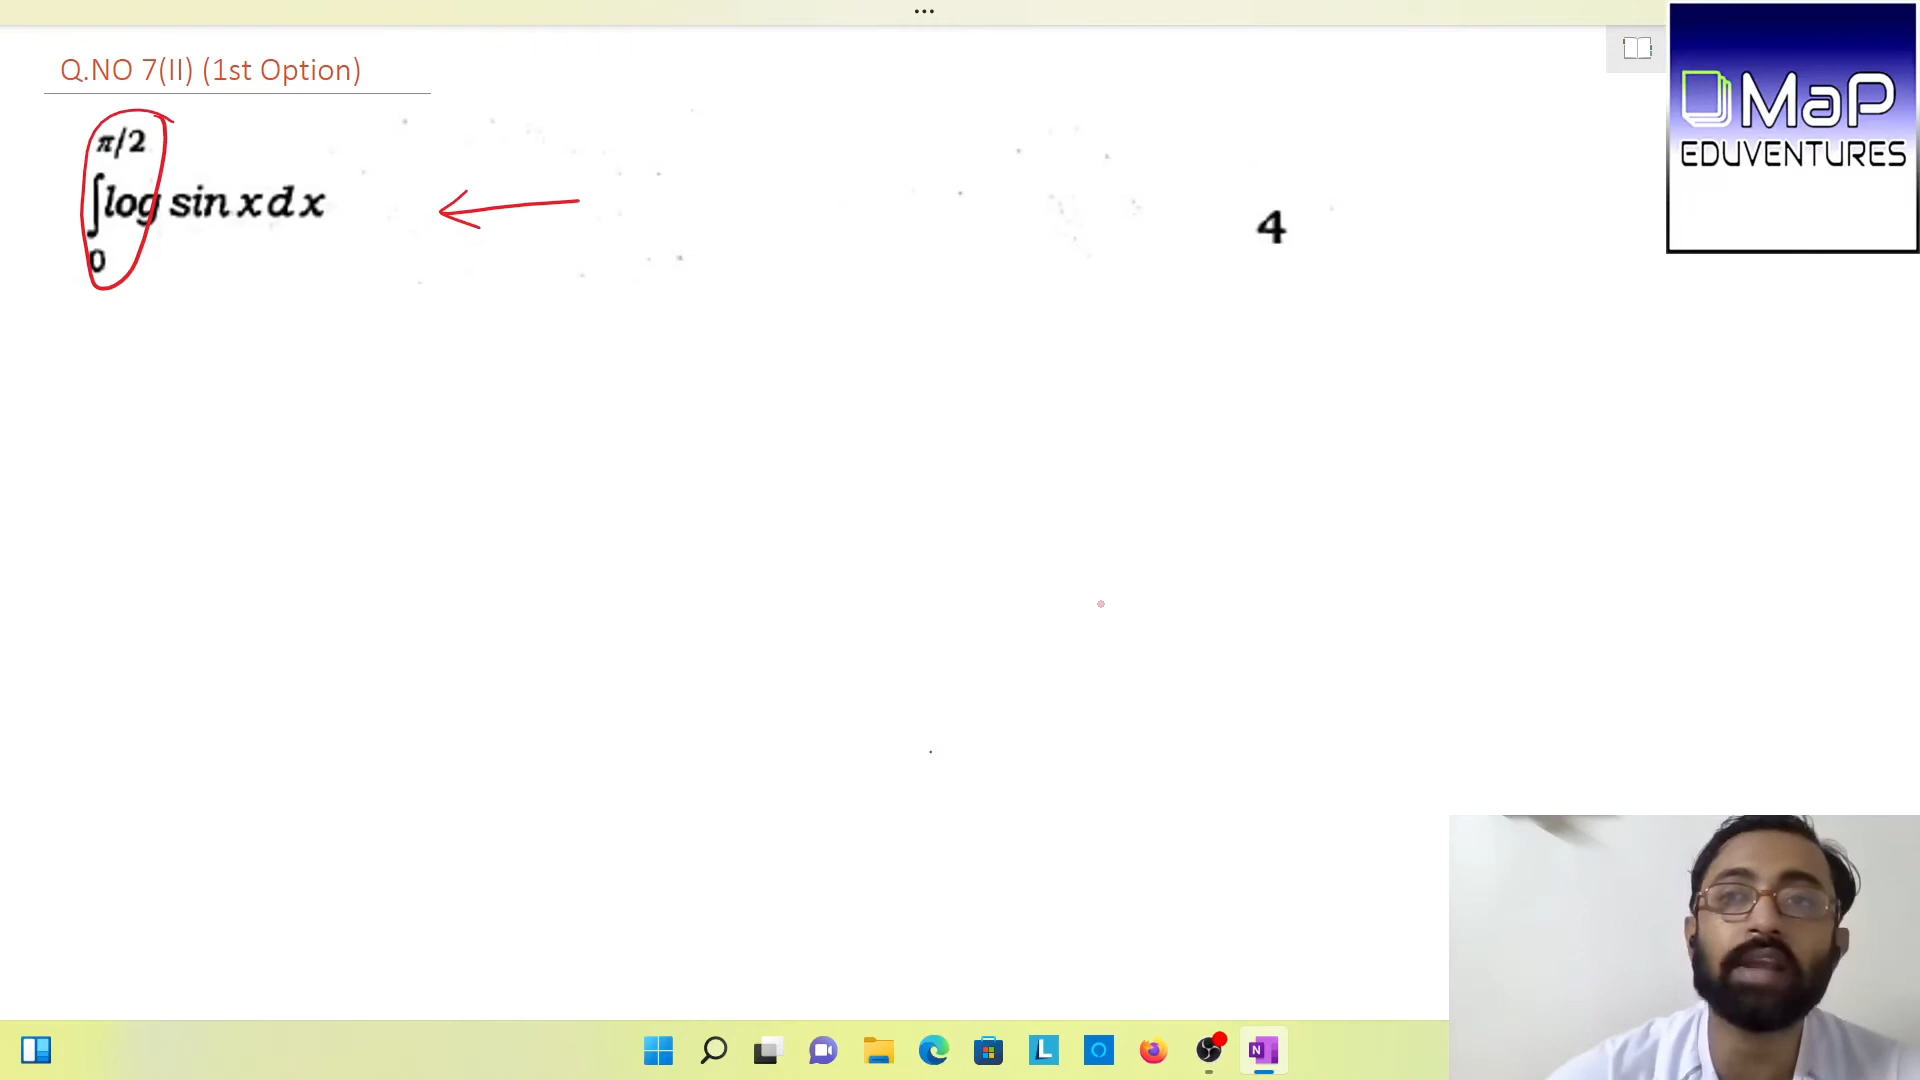 ...
Q.NO 7(II) (1st Option)
π/2
∫log sin x d x
0
4
MaP
EDUVENTURES
L
N